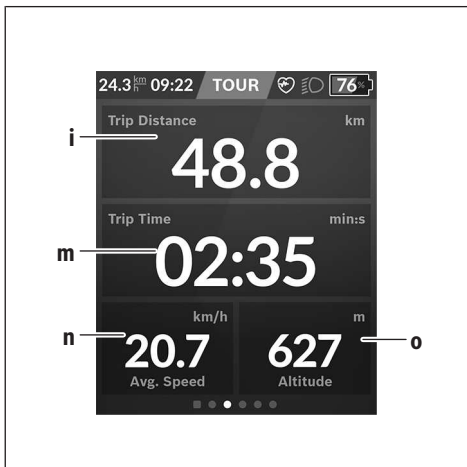 24.3 km/h 09:22 TOUR 76%
Trip Distance km
i
48.8
Trip Time min:s
m
02:35
km/h m
n
20.7 627
o
Avg. Speed Altitude